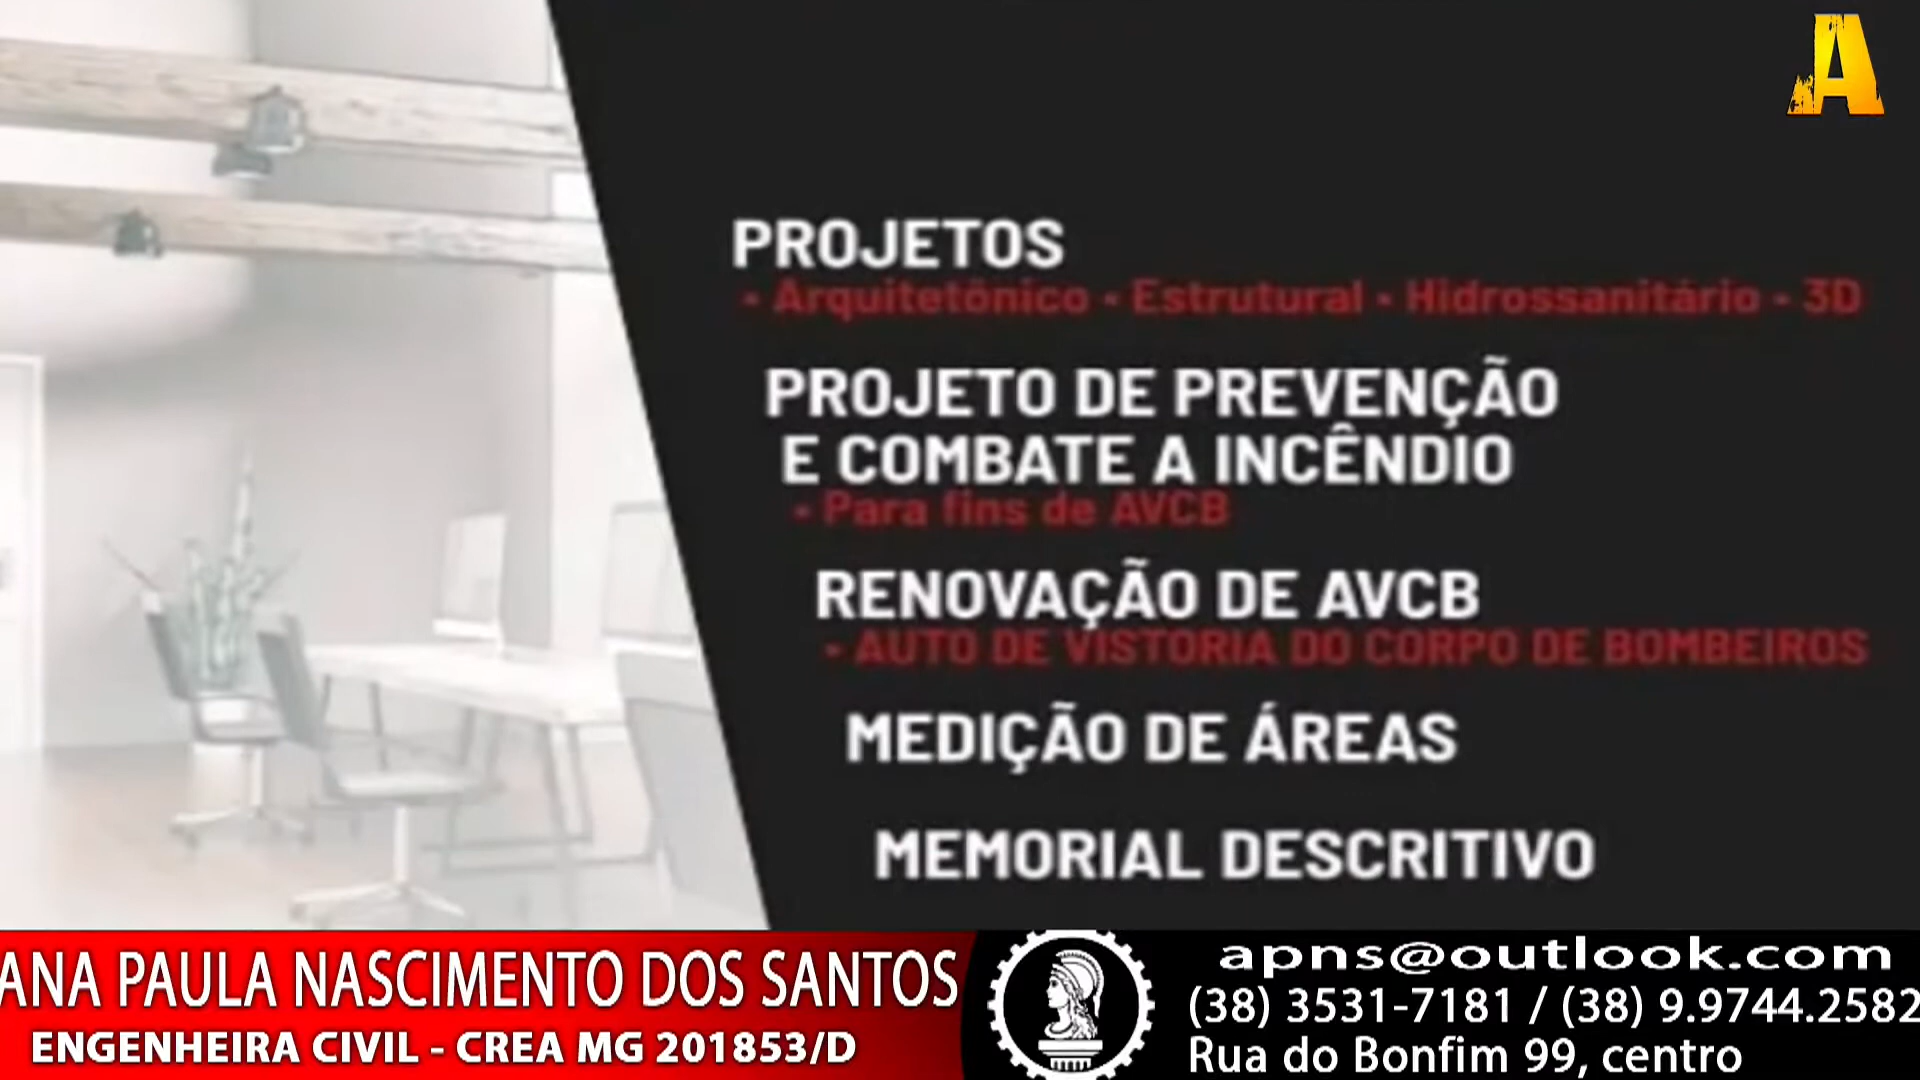 A
PROJETOS
- Arquitetônico - Estrutural - Hidrossanitário - 3D
PROJETO DE PREVENÇÃO
E COMBATE A INCÊNDIO
- Para fins de AVCB
RENOVAÇÃO DE AVCB
- AUTO DE VISTORIA DO CORPO DE BOMBEIROS
MEDIÇÃO DE ÁREAS
MEMORIAL DESCRITIVO
ANA PAULA NASCIMENTO DOS SANTOS
ENGENHEIRA CIVIL - CREA MG 201853/D
apns@outlook.com
(38) 3531-7181 / (38) 9.9744.2582
Rua do Bonfim 99, centro